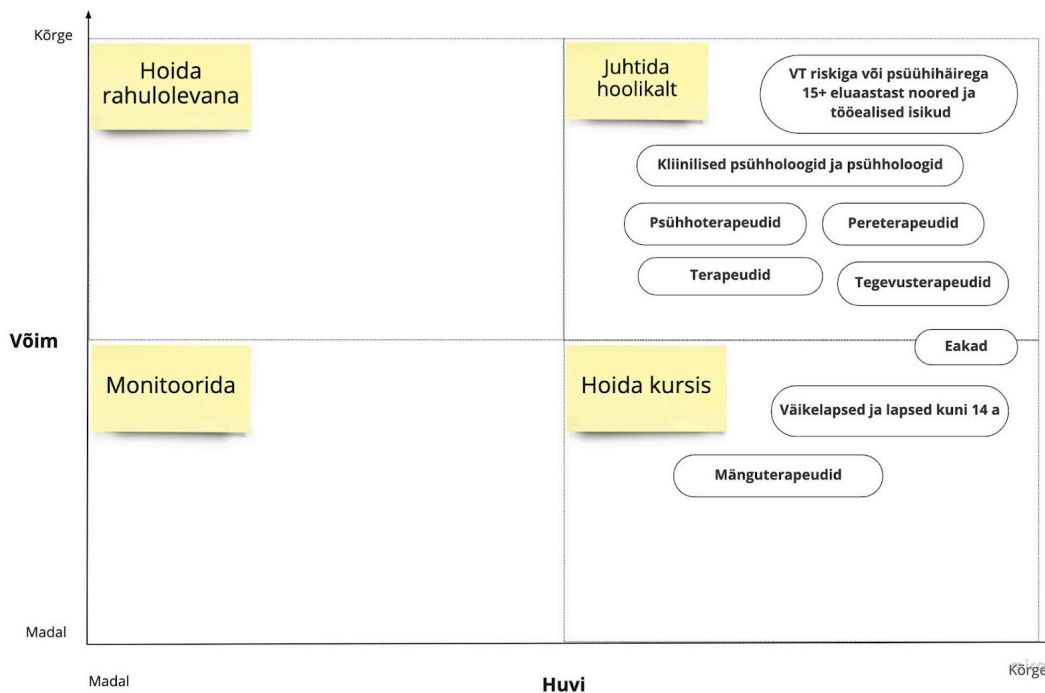 Kõrge
Hoida
rahulolevana
Juhtida
hoolikalt
VT riskiga või psüühihäirega
15+ eluaastast noored ja
tööealised isikud
Kliinilised psühholoogid ja psühholoogid
Psühhoterapeudid
Pereterapeudid
Terapeudid
Tegevusterapeudid
Võim
Eakad
Monitoorida
Hoida kursis
Väikelapsed ja lapsed kuni 14 a
Mänguterapeudid
Madal
Madal
Huvi
Kõrge
miro